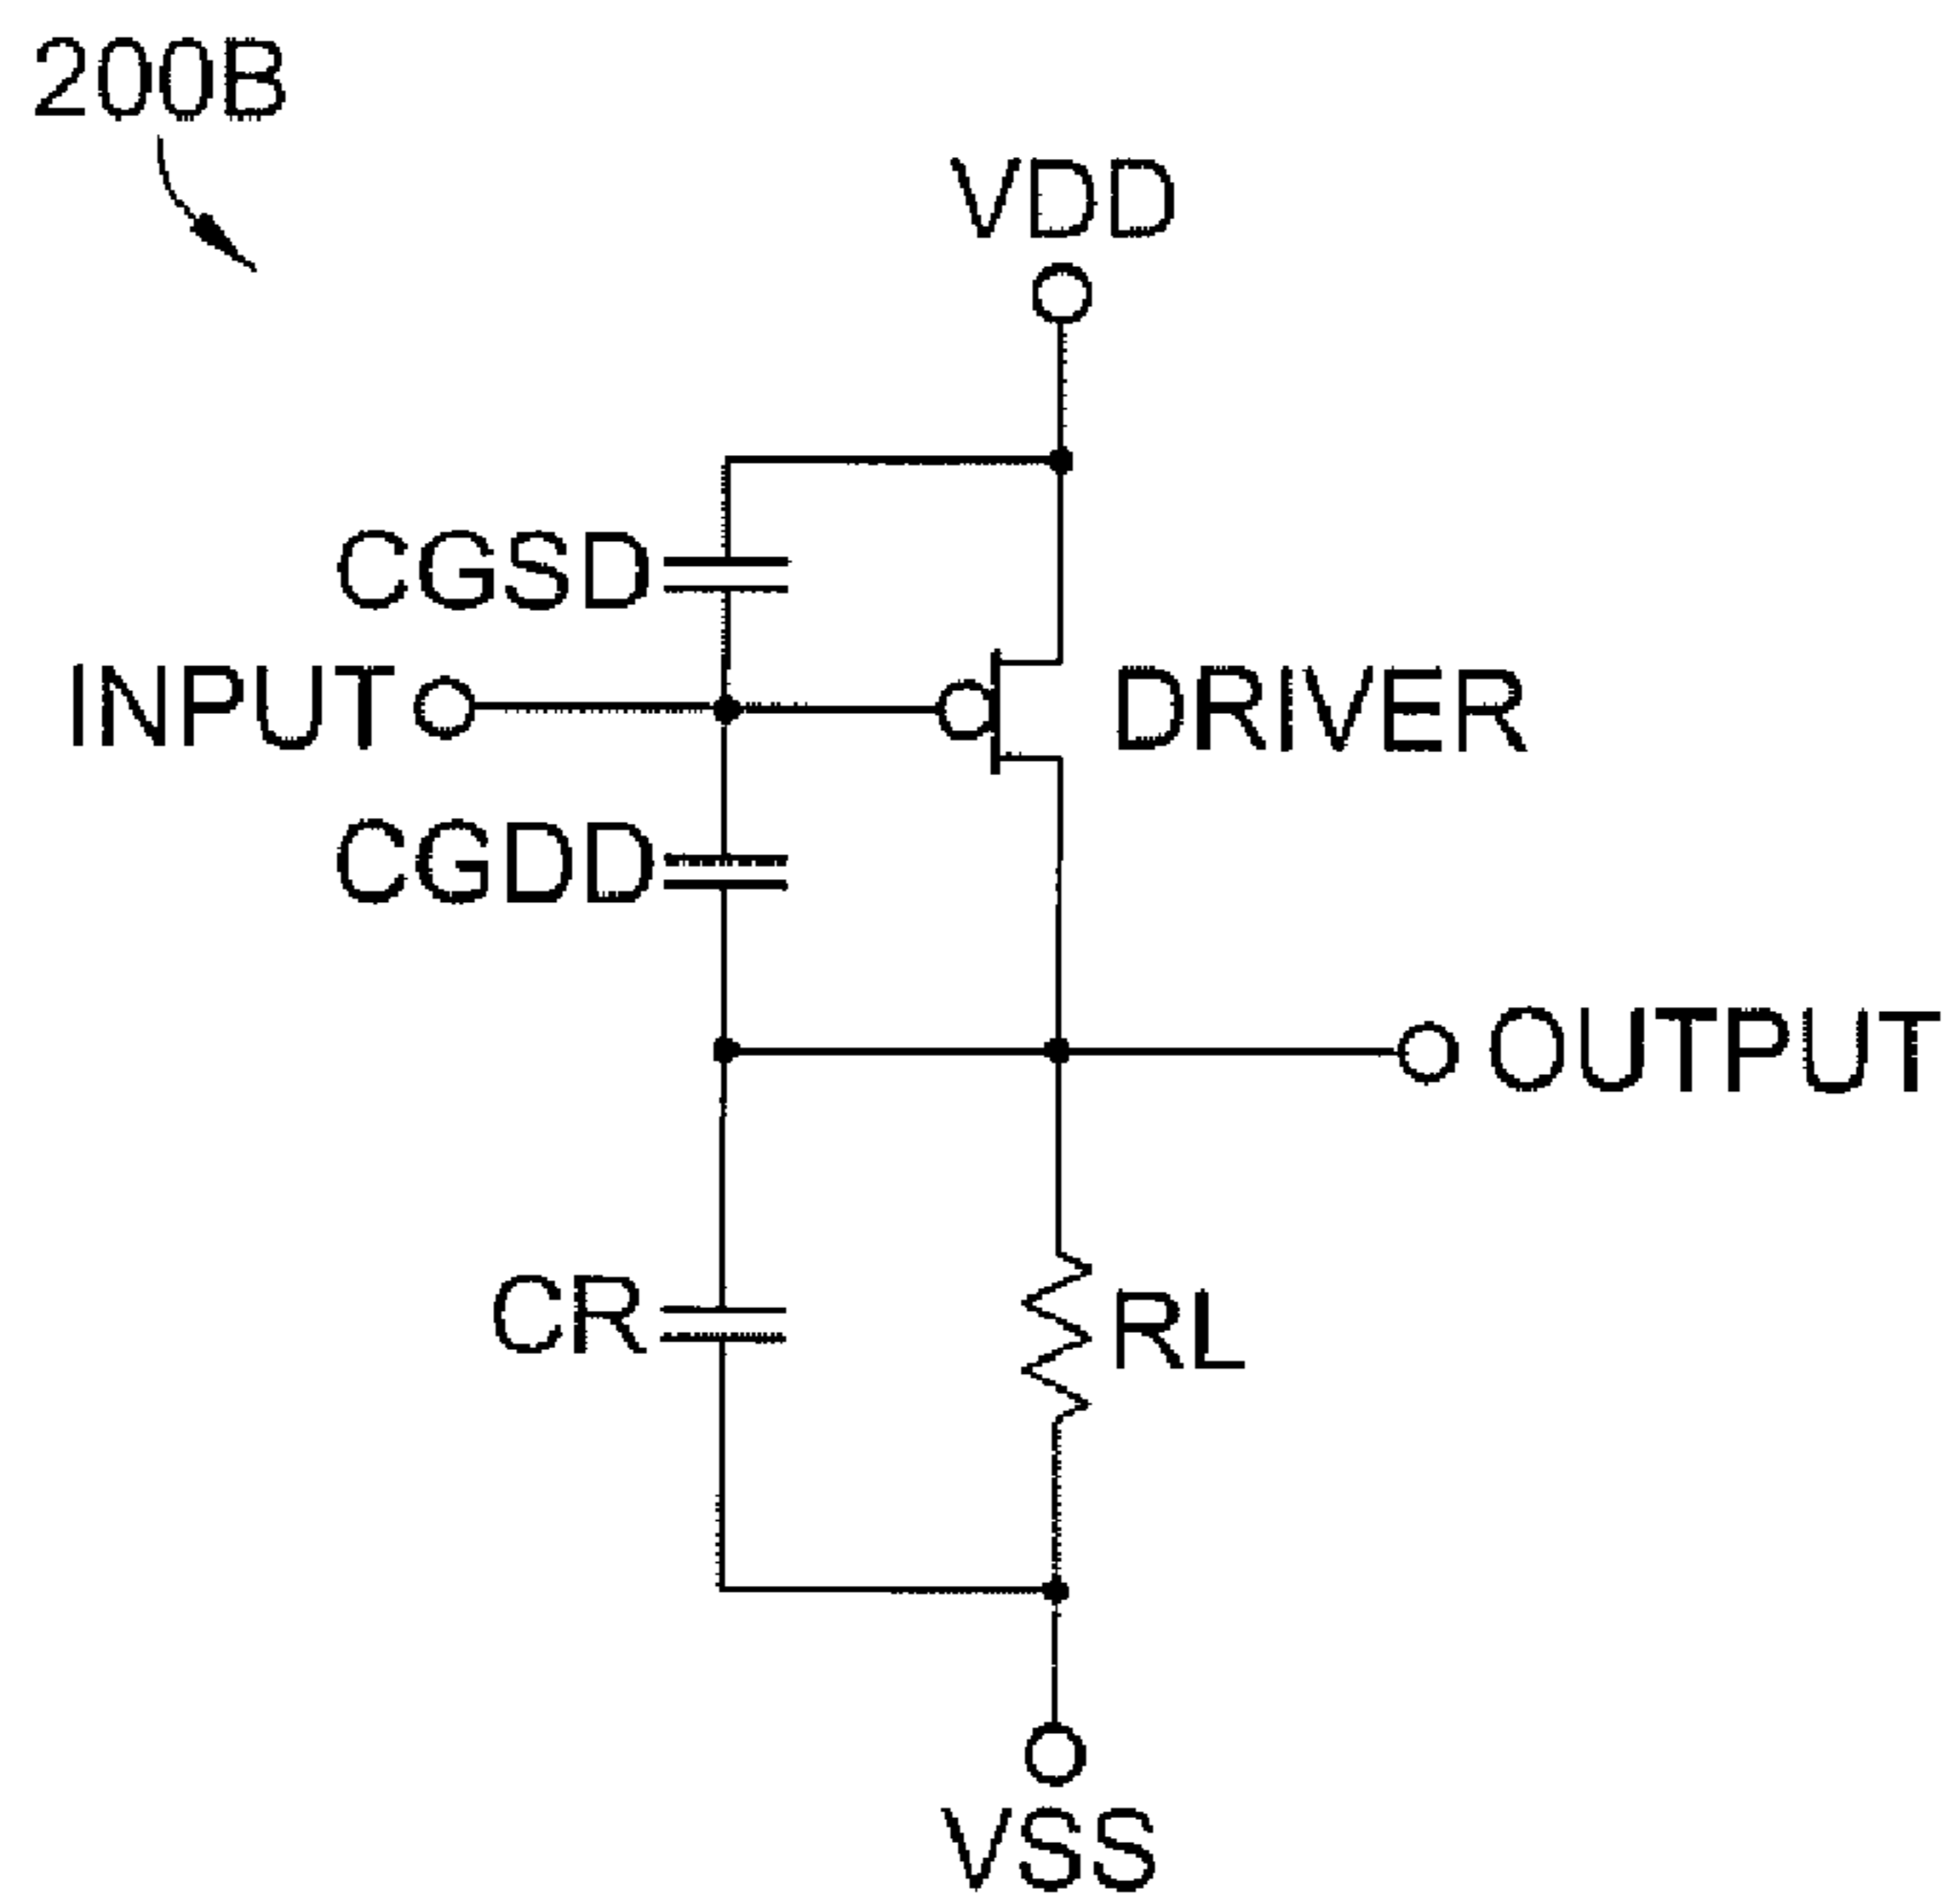 200B
VDD
CGSD
INPUT
DRIVER
CGDD
OUTPUT
CR
RL
VSS